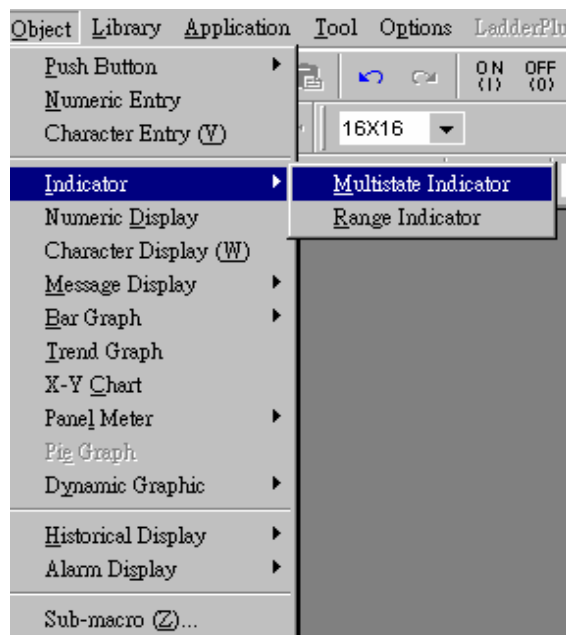 Object Library Application Tool Options LadderPlu
Push Button
Numeric Entry
Character Entry (V)
Indicator
Numeric Display
Character Display (W)
Message Display
Bar Graph
Trend Graph
X-Y Chart
Panel Meter
Pie Graph
Dynamic Graphic
Historical Display
Alarm Display
Sub-macro (Z)...
ON OFF
(1) (0)
16X16
Multistate Indicator
Range Indicator